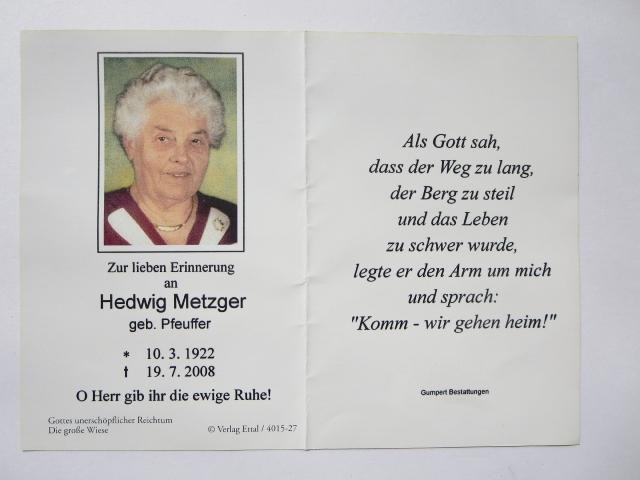 Zur lieben Erinnerung
an
Hedwig Metzger
geb. Pfeuffer
* 10. 3. 1922
† 19. 7. 2008
O Herr gib ihr die ewige Ruhe!
Gottes unerschöpflicher Reichtum
Die große Wiese
© Verlag Ettal / 4015-27
Als Gott sah,
dass der Weg zu lang,
der Berg zu steil
und das Leben
zu schwer wurde,
legte er den Arm um mich
und sprach:
"Komm - wir gehen heim!"
Gumpert Bestattungen